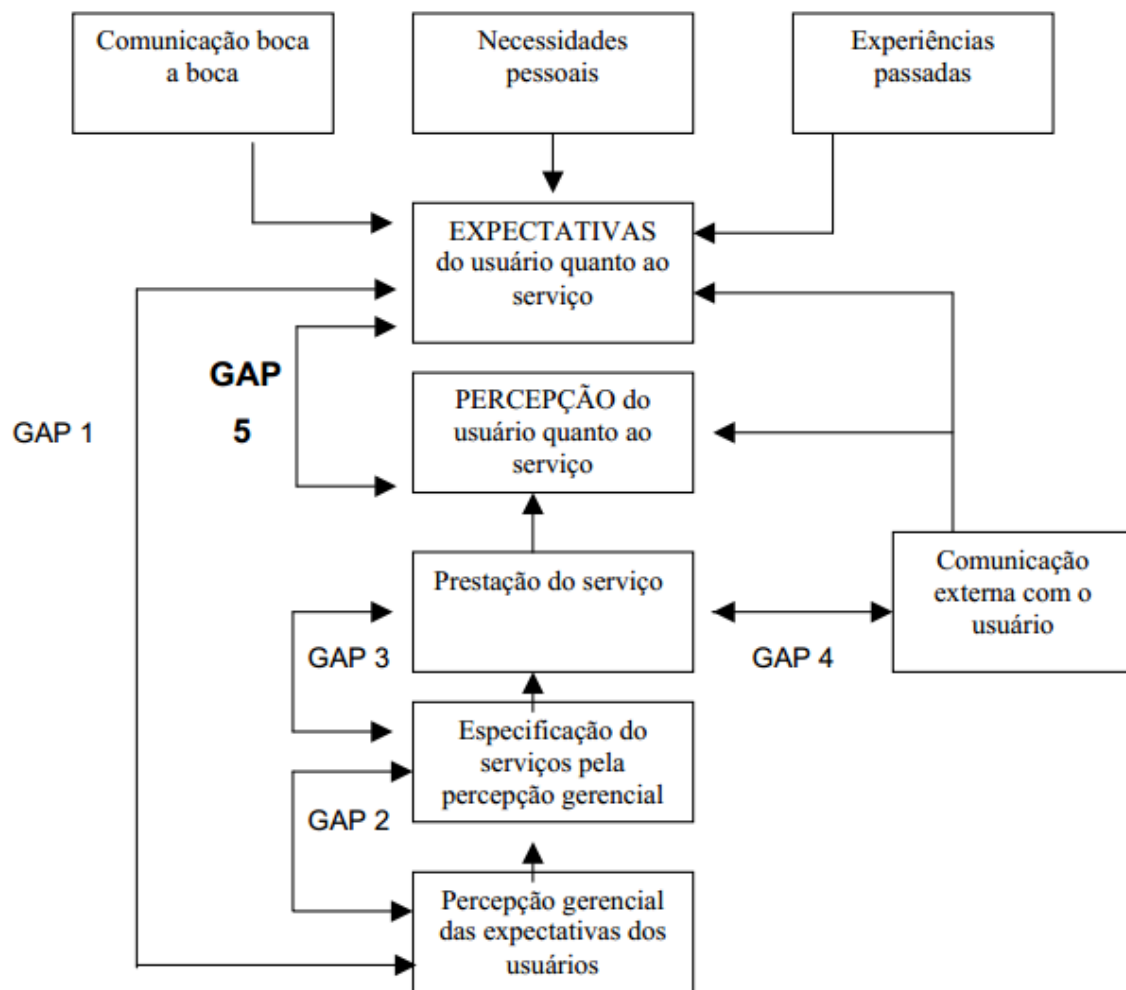 Comunicação boca
a boca
Necessidades
pessoais
Experiências
passadas
EXPECTATIVAS
do usuário quanto ao
serviço
GAP
5
GAP 1
PERCEPÇÃO do
usuário quanto ao
serviço
Prestação do serviço
Comunicação
externa com o
usuário
GAP 3
GAP 4
Especificação do
serviços pela
percepção gerencial
GAP 2
Percepção gerencial
das expectativas dos
usuários